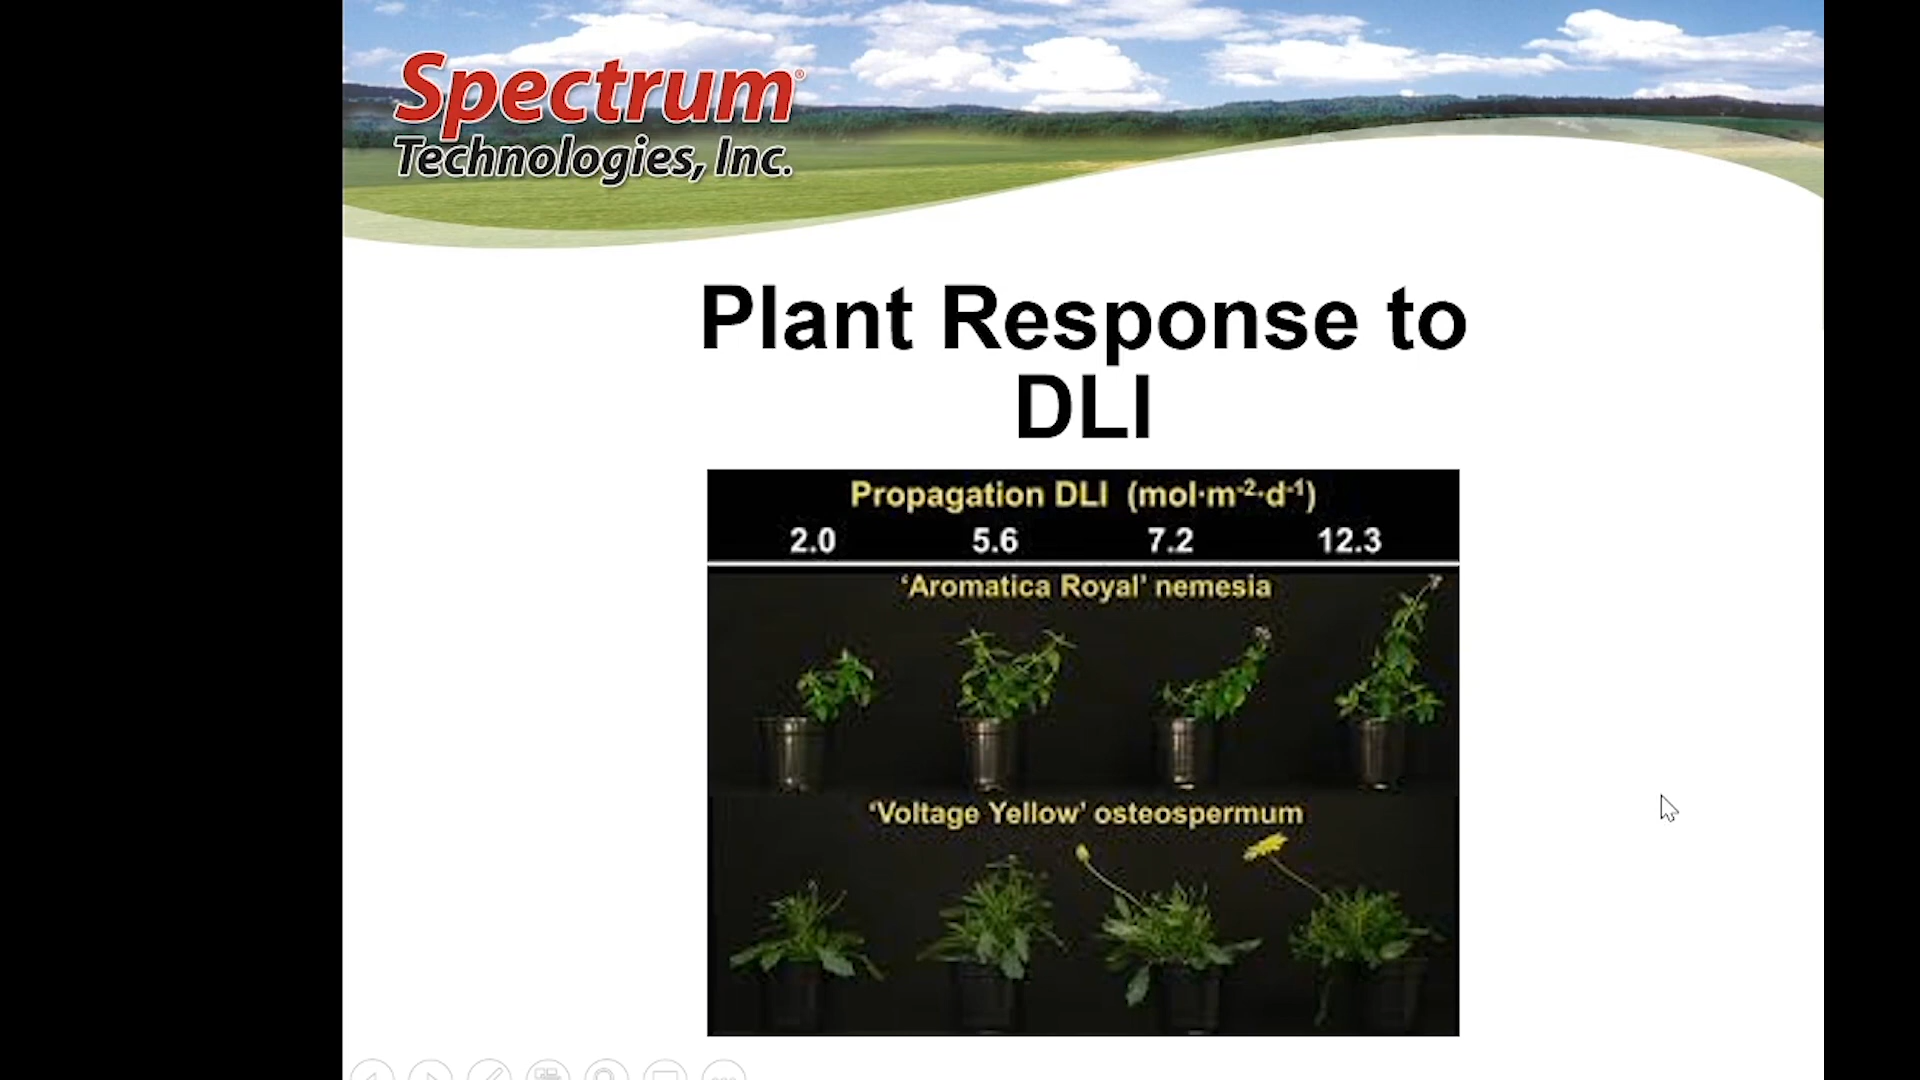 Spectrum®
Technologies, Inc.
Plant Response to
DLI
Propagation DLI (mol·m⁻²·d⁻¹)
2.0 5.6 7.2 12.3
‘Aromatica Royal’ nemesia
‘Voltage Yellow’ osteospermum